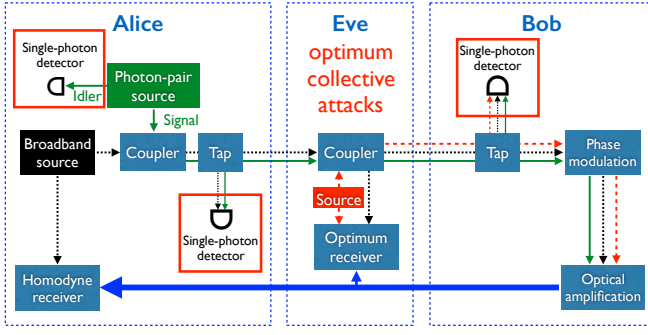 Alice
Eve
Bob
Single-photon
detector
Idler
Photon-pair
source
Signal
optimum
collective
attacks
Single-photon
detector
Broadband
source
Coupler
Tap
Coupler
Tap
Phase
modulation
Single-photon
detector
Source
Optimum
receiver
Homodyne
receiver
Optical
amplification